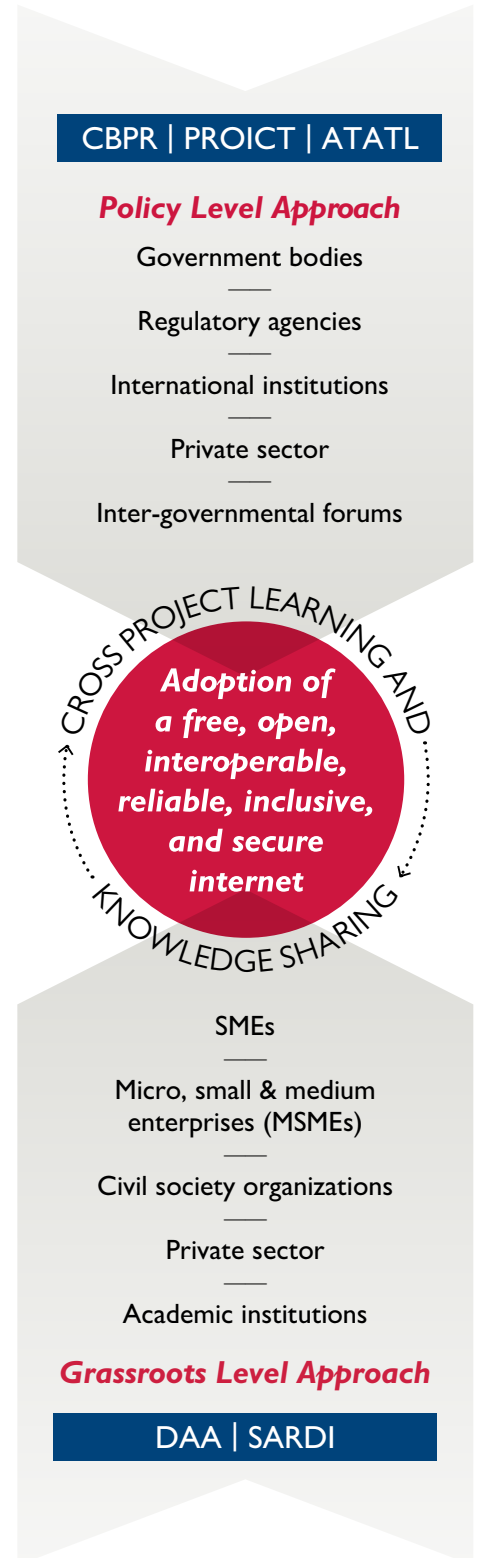 CBPR | PROICT | ATATL
Policy Level Approach
Government bodies
Regulatory agencies
International institutions
Private sector
Inter-governmental forums
CROSS PROJECT LEARNING AND
Adoption of
a free, open,
interoperable,
reliable, inclusive,
and secure
internet
KNOWLEDGE SHARING
SMEs
Micro, small & medium
enterprises (MSMEs)
Civil society organizations
Private sector
Academic institutions
Grassroots Level Approach
DAA | SARDI